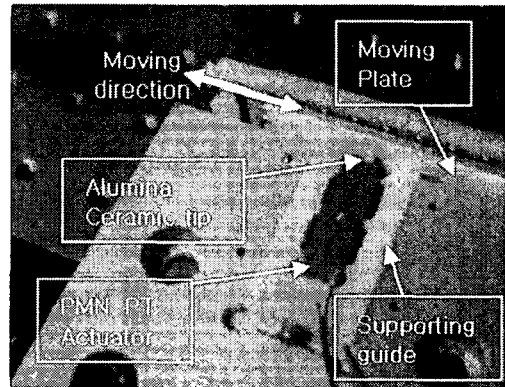 Moving
direction
Moving
Plate
Alumina
Ceramic tip
PMN PT
Actuator
Supporting
guide